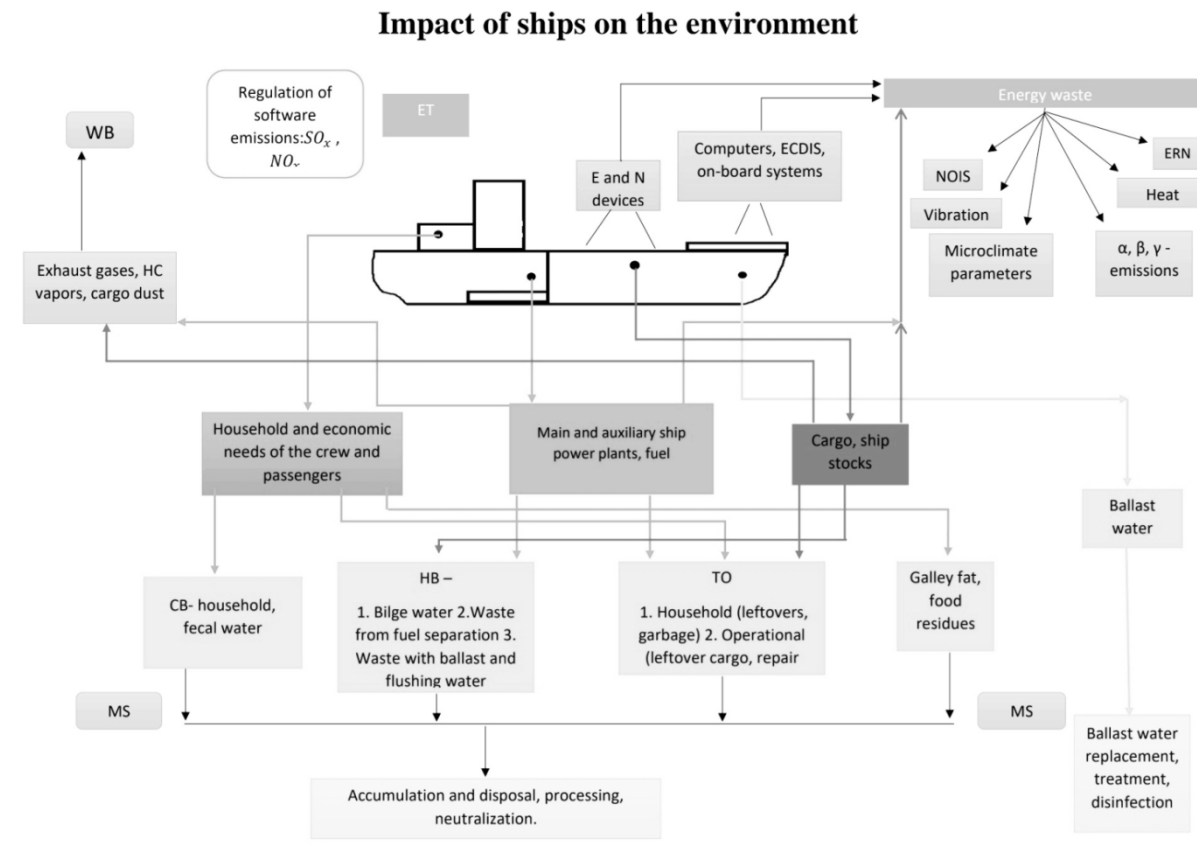 Impact of ships on the environment
Regulation of
software
emissions:SOₓ ,
ET
WB
E and N
devices
Computers, ECDIS,
on-board systems
Energy waste
NOIS
Vibration
Microclimate
parameters
α, β, γ -
emissions
Heat
ERN
Exhaust gases, HC
vapors, cargo dust
Household and economic
needs of the crew and
passengers
Main and auxiliary ship
power plants, fuel
Cargo, ship
stocks
Ballast
water
CB- household,
fecal water
HB –
1. Bilge water 2.Waste
from fuel separation 3.
Waste with ballast and
flushing water
TO
1. Household (leftovers,
garbage) 2. Operational
(leftover cargo, repair
Galley fat,
food
residues
MS
MS
Ballast water
replacement,
treatment,
disinfection
Accumulation and disposal, processing,
neutralization.